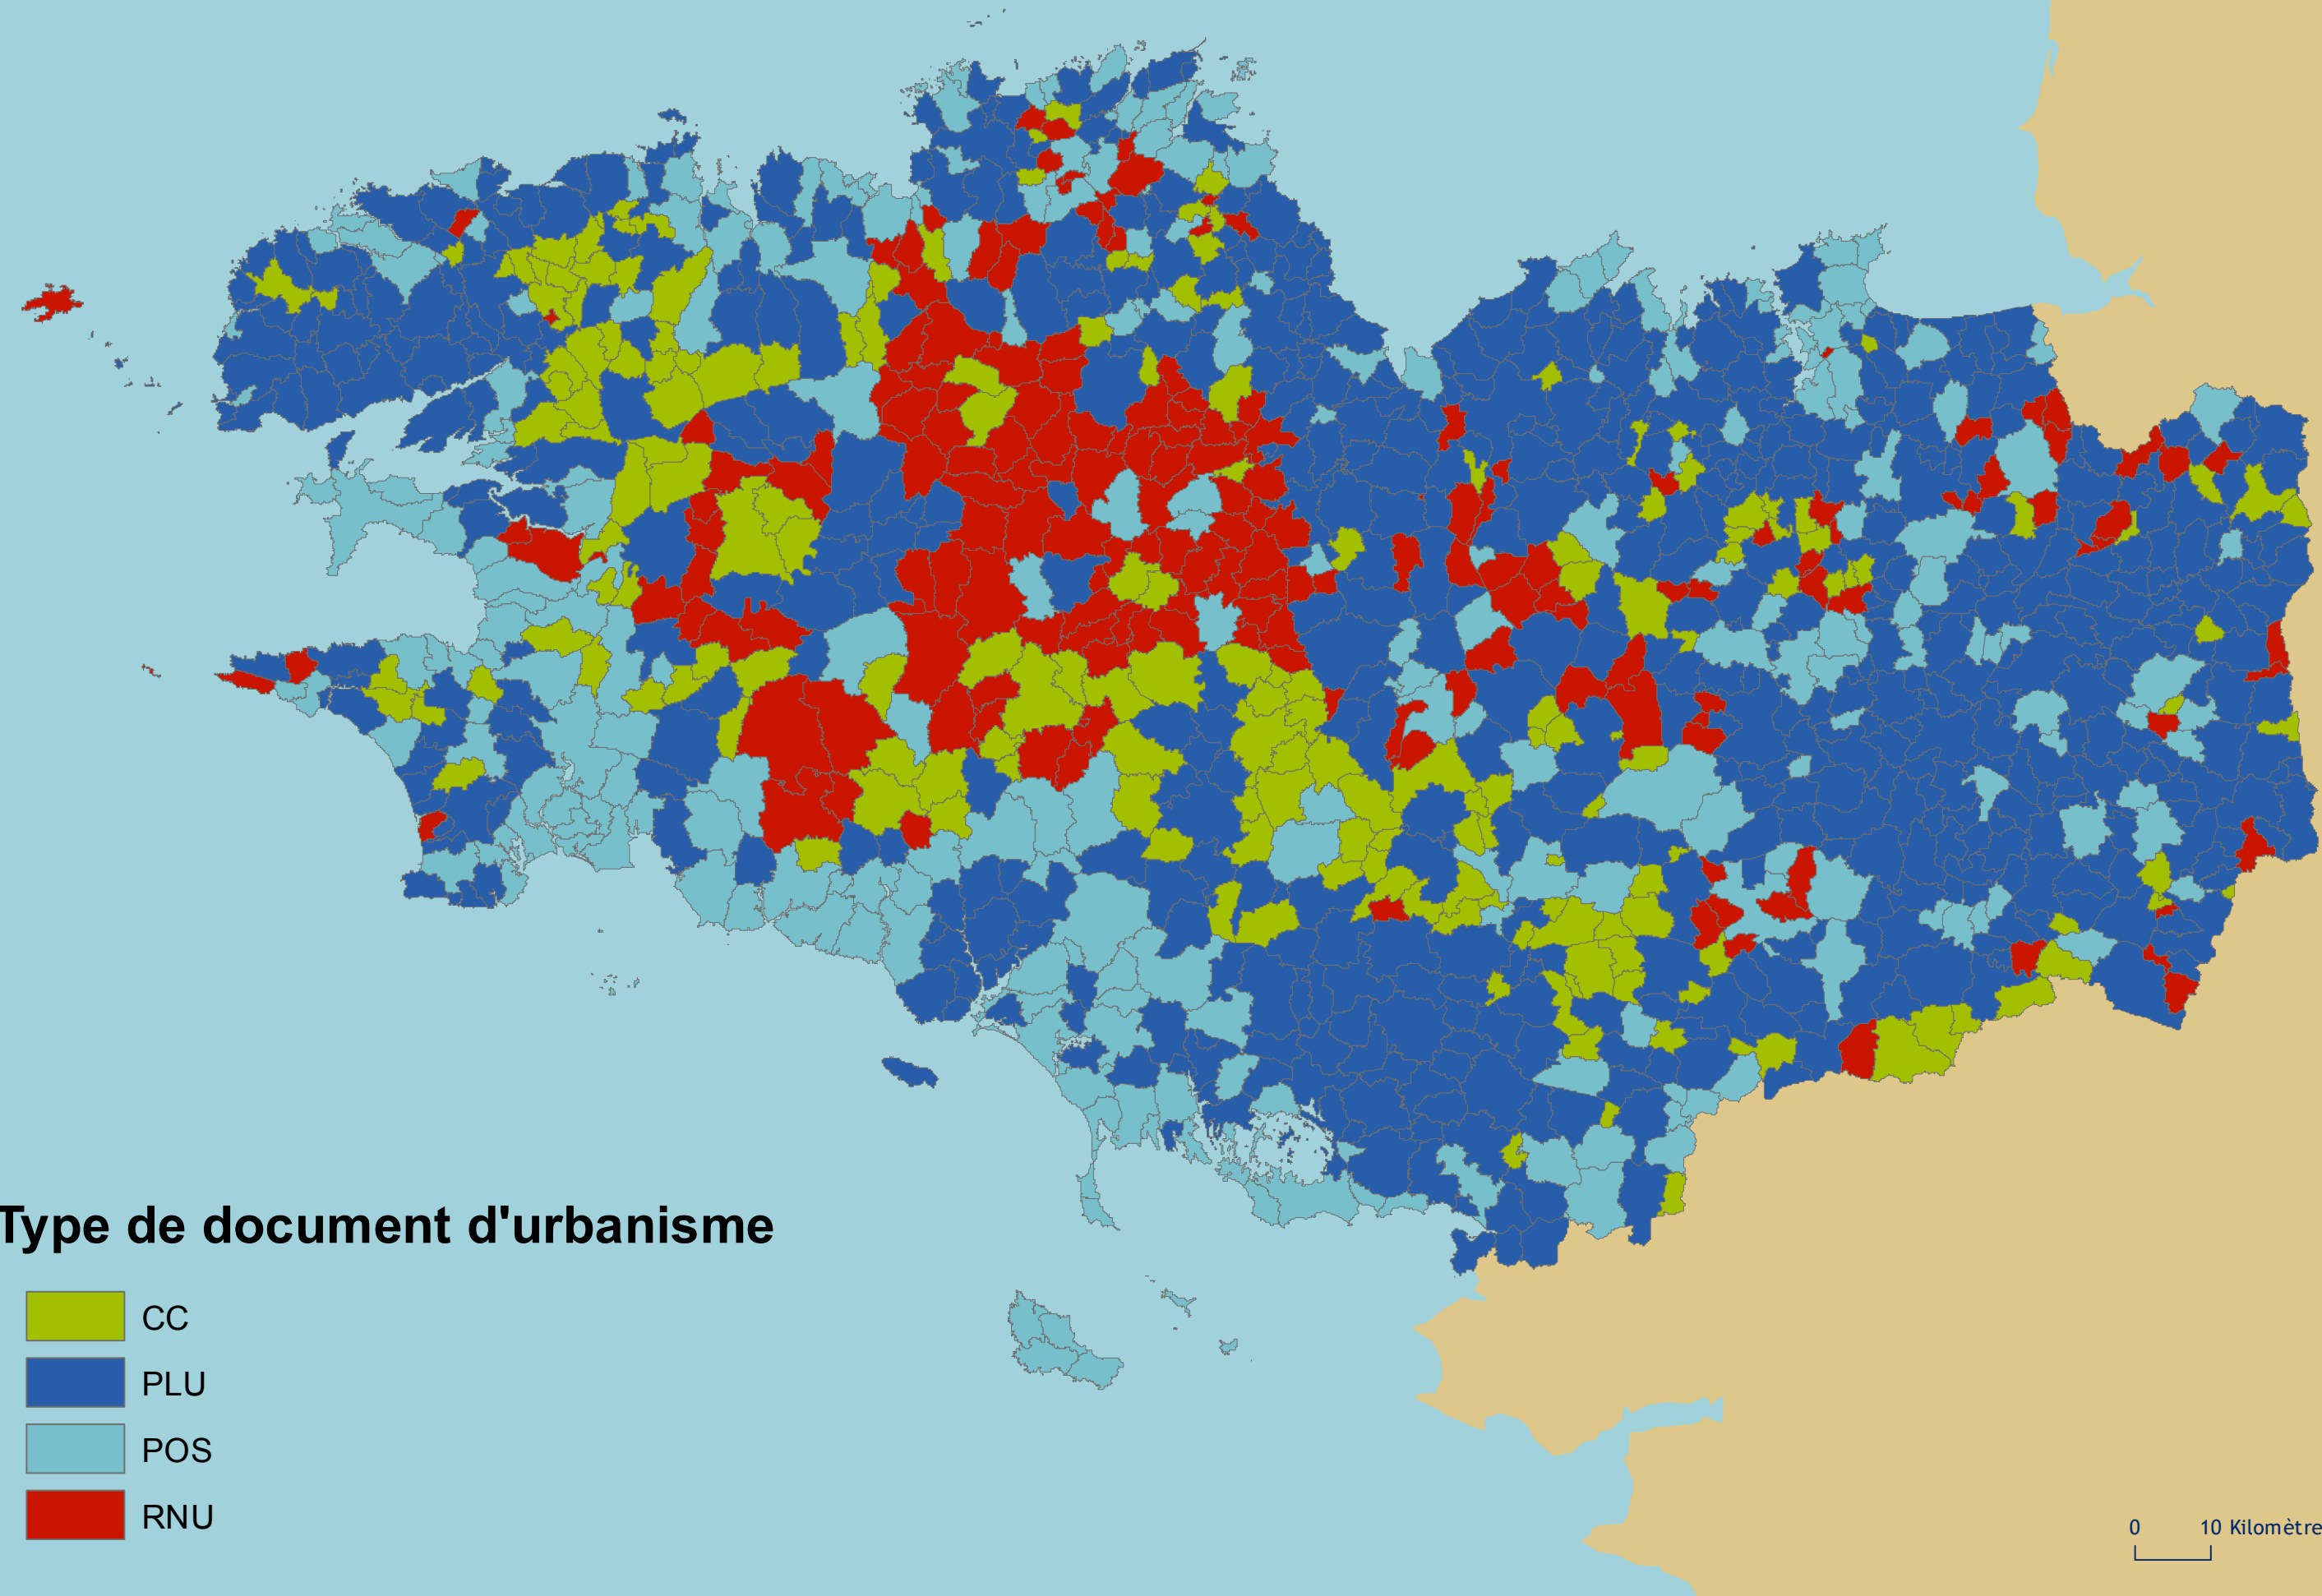 Type de document d'urbanisme
CC
PLU
POS
RNU
0 10 Kilomètre